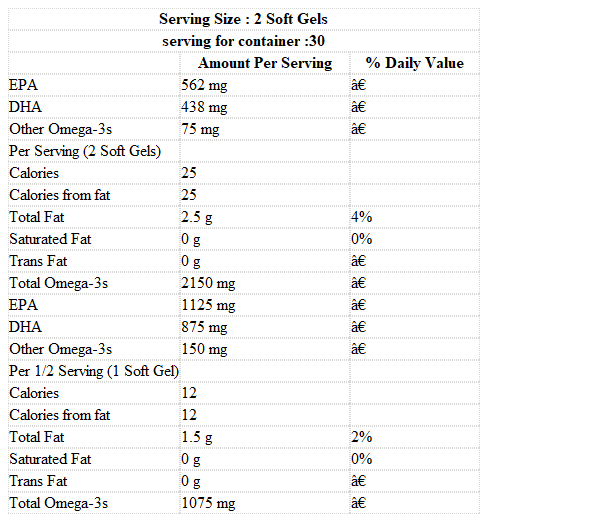 Serving Size : 2 Soft Gels
serving for container :30
Amount Per Serving % Daily Value
EPA 562 mg â€
DHA 438 mg â€
Other Omega-3s 75 mg â€
Per Serving (2 Soft Gels)
Calories 25
Calories from fat 25
Total Fat 2.5 g 4%
Saturated Fat 0 g 0%
Trans Fat 0 g â€
Total Omega-3s 2150 mg â€
EPA 1125 mg â€
DHA 875 mg â€
Other Omega-3s 150 mg â€
Per 1/2 Serving (1 Soft Gel)
Calories 12
Calories from fat 12
Total Fat 1.5 g 2%
Saturated Fat 0 g 0%
Trans Fat 0 g â€
Total Omega-3s 1075 mg â€